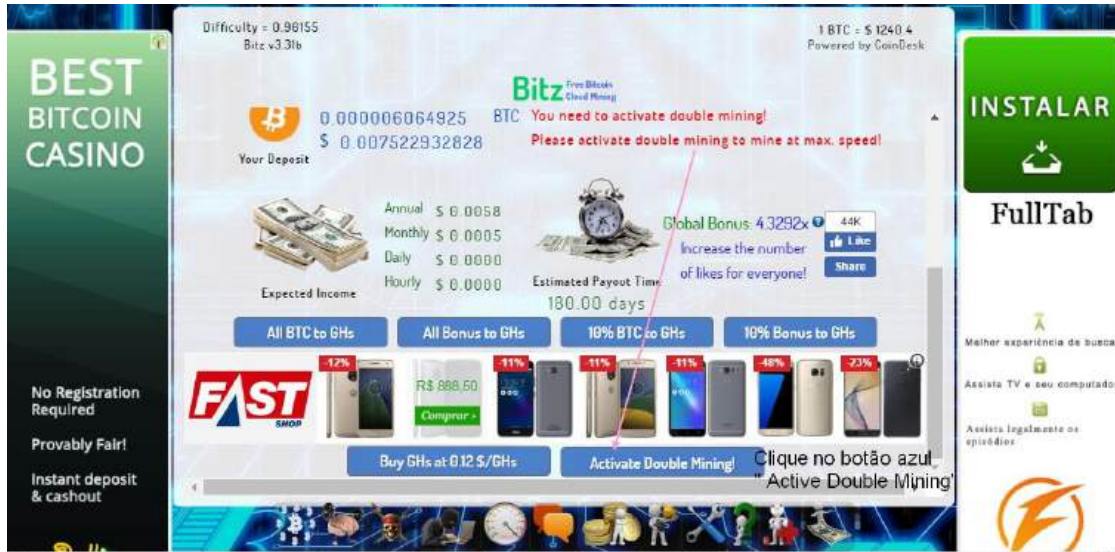 BEST
BITCOIN
CASINO
No Registration
Required
Provably Fair!
Instant deposit
& cashout
Difficulty = 0.96155
Bitz v3.31b
1 BTC = $ 1240.4
Powered by CoinDesk
Bitz Free Bitcoin
Cloud Mining
0.000006064925 BTC
$ 0.007522932828
Your Deposit
You need to activate double mining!
Please activate double mining to mine at max. speed!
Annual $ 0.0058
Monthly $ 0.0005
Daily $ 0.0000
Hourly $ 0.0000
Expected Income
Estimated Payout Time
180.00 days
Global Bonus: 4.3292x
Increase the number
of likes for everyone!
44K
Like
Share
All BTC to GHs
All Bonus to GHs
10% BTC to GHs
10% Bonus to GHs
FAST
SHOP
-12%
R$ 888,50
Comprar >
-11%
-11%
-11%
-48%
-23%
Buy GHs at 0.12 $/GHs
Activate Double Mining!
Clique no botão azul
" Active Double Mining"
INSTALAR
FullTab
Melhor experiência de busca
Assista TV e seu computador
Assista legalmente os
episódios